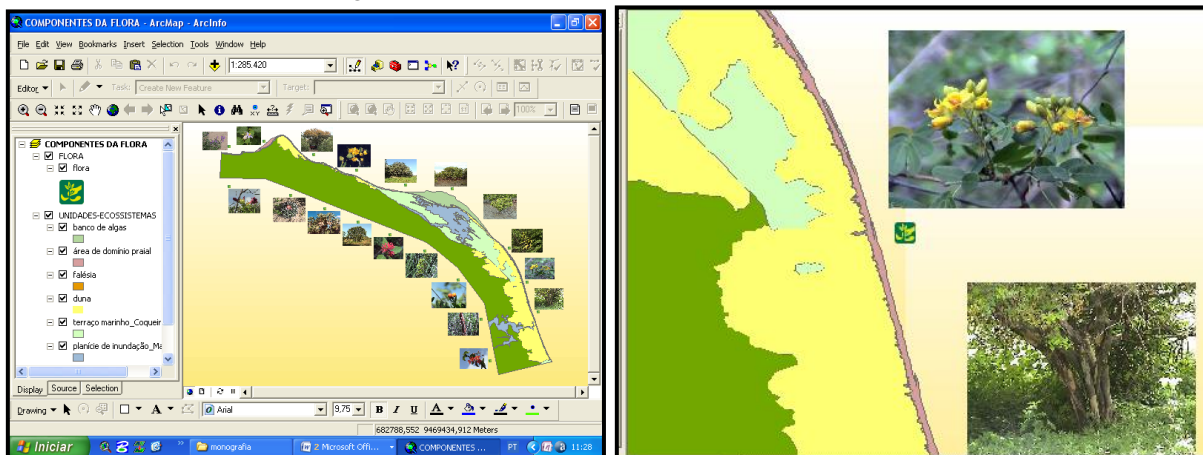 COMPONENTES DA FLORA - ArcMap - ArcInfo
File Edit View Bookmarks Insert Selection Tools Window Help
1:285.420
Editor Task: Create New Feature Target:
100%
COMPONENTES DA FLORA
FLORA
flora
UNIDADES-ECOSSISTEMAS
banco de algas
área de domínio praial
falésia
duna
terraço marinho_Coqueir
planície de inundação_Ma
Display Source Selection
Drawing A Arial 9,75 B I U A
682788,552 9469434,912 Meters
Iniciar » monografia 2 Microsoft Offi... COMPONENTES ... PT 11:28